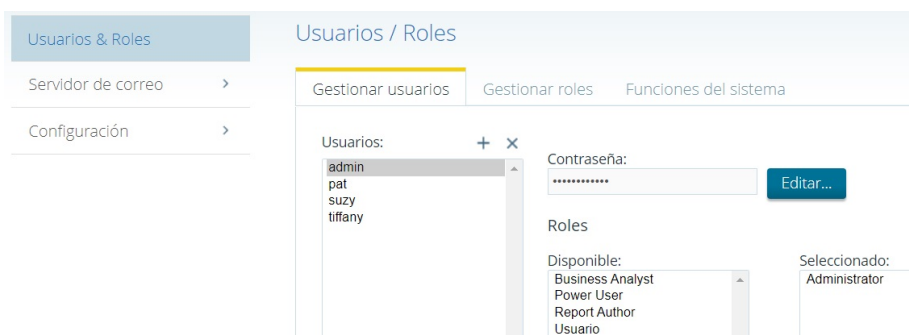 Usuarios & Roles
Servidor de correo
Configuración
Usuarios / Roles
Gestionar usuarios
Gestionar roles
Funciones del sistema
Usuarios:
admin
pat
suzy
tiffany
Contraseña:
••••••••••••
Editar...
Roles
Disponible:
Business Analyst
Power User
Report Author
Usuario
Seleccionado:
Administrator